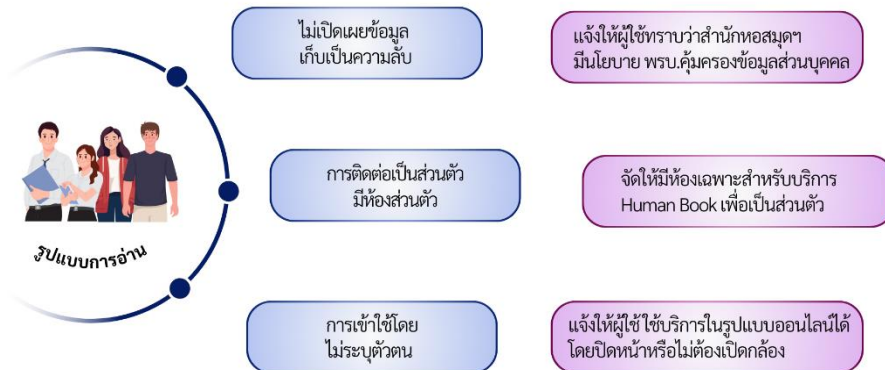 ไม่เปิดเผยข้อมูล
เก็บเป็นความลับ
แจ้งให้ผู้ใช้ทราบว่าสำนักหอสมุดฯ
มีนโยบาย พรบ.คุ้มครองข้อมูลส่วนบุคคล
รูปแบบการอ่าน
การติดต่อเป็นส่วนตัว
มีห้องส่วนตัว
จัดให้มีห้องเฉพาะสำหรับบริการ
Human Book เพื่อเป็นส่วนตัว
การเข้าใช้โดย
ไม่ระบุตัวตน
แจ้งให้ผู้ใช้ ใช้บริการในรูปแบบออนไลน์ได้
โดยปิดหน้าหรือไม่ต้องเปิดกล้อง